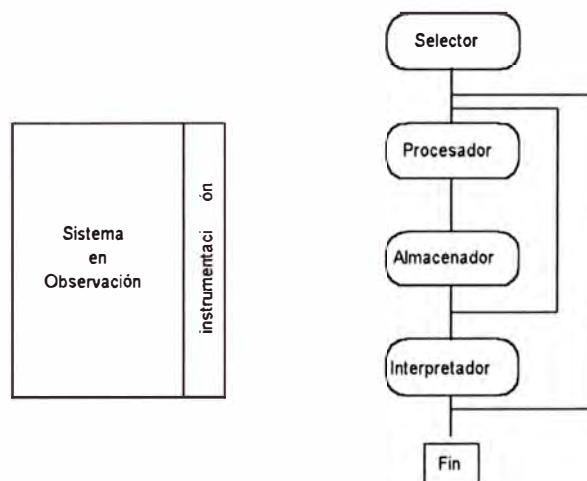 Sistema
en
Observación
instrumentaci ón
Selector
Procesador
Almacenador
Interpretador
Fin